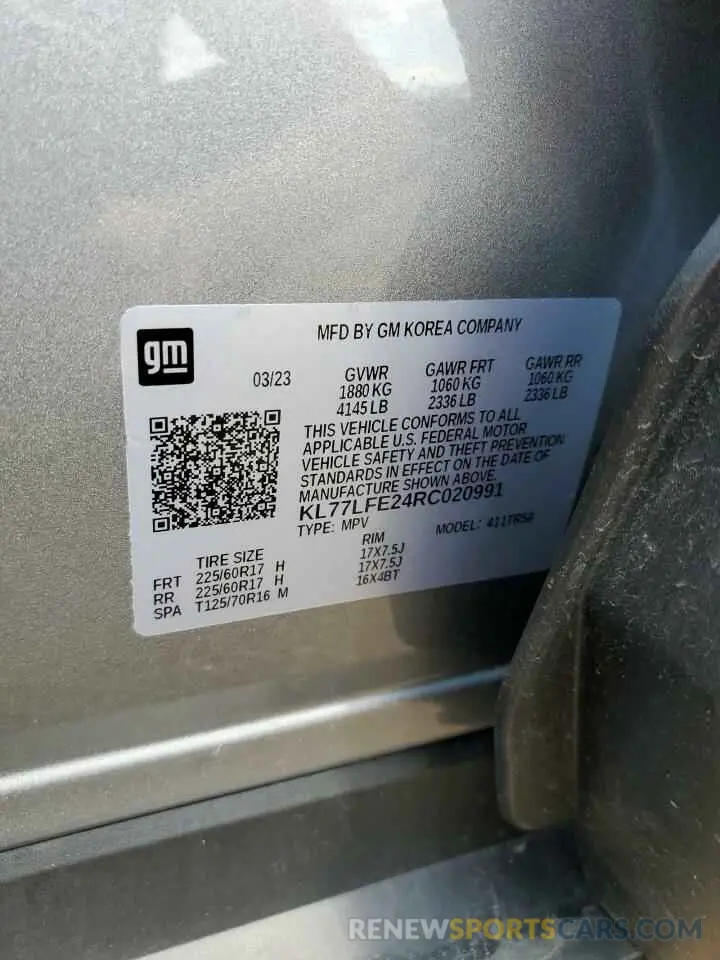 gm
MFD BY GM KOREA COMPANY
03/23
GVWR GAWR FRT GAWR RR
1880 KG 1060 KG 1060 KG
4145 LB 2336 LB 2336 LB
THIS VEHICLE CONFORMS TO ALL
APPLICABLE U.S. FEDERAL MOTOR
VEHICLE SAFETY AND THEFT PREVENTION
STANDARDS IN EFFECT ON THE DATE OF
MANUFACTURE SHOWN ABOVE.
KL77LFE24RC020991
TYPE: MPV MODEL: 411TR58
TIRE SIZE RIM
FRT 225/60R17 H 17X7.5J
RR 225/60R17 H 17X7.5J
SPA T125/70R16 M 16X4BT
RENEWSPORTSCARS.COM